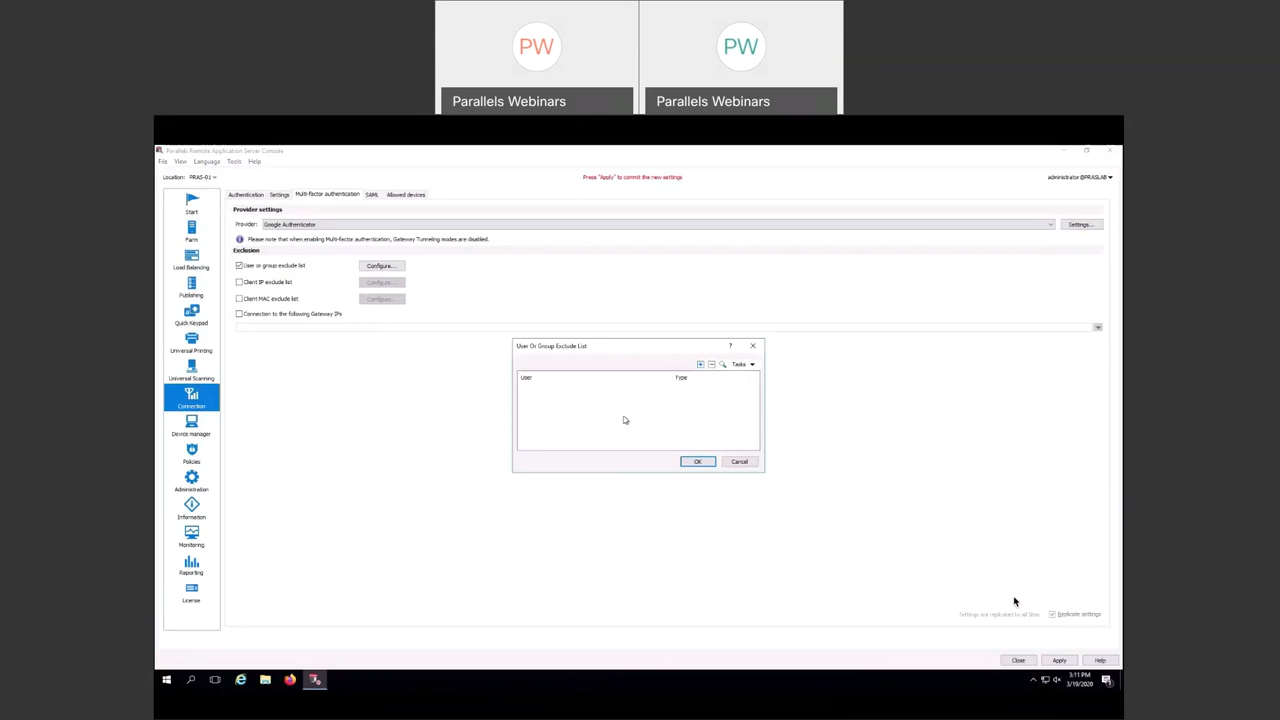 PW
PW
Parallels Webinars
Parallels Webinars
Parallels Remote Application Server Console
File View Language Tools Help
Location: PRAS-01
Press "Apply" to commit the new settings
administrator@PRASLAB
Start
Farm
Load Balancing
Publishing
Quick Keypad
Universal Printing
Universal Scanning
Connection
Device manager
Policies
Administration
Information
Monitoring
Reporting
License
Authentication Settings Multi-factor authentication SAML Allowed devices
Provider settings
Provider: Google Authenticator Settings...
Please note that when enabling Multi-factor authentication, Gateway Tunneling modes are disabled.
Exclusion
User or group exclude list Configure...
Client IP exclude list Configure...
Client MAC exclude list Configure...
Connection to the following Gateway IPs
User Or Group Exclude List ?
Tasks
User Type
OK Cancel
Settings are replicated to all Sites Replicate settings
Close Apply Help
3:11 PM
3/19/2020